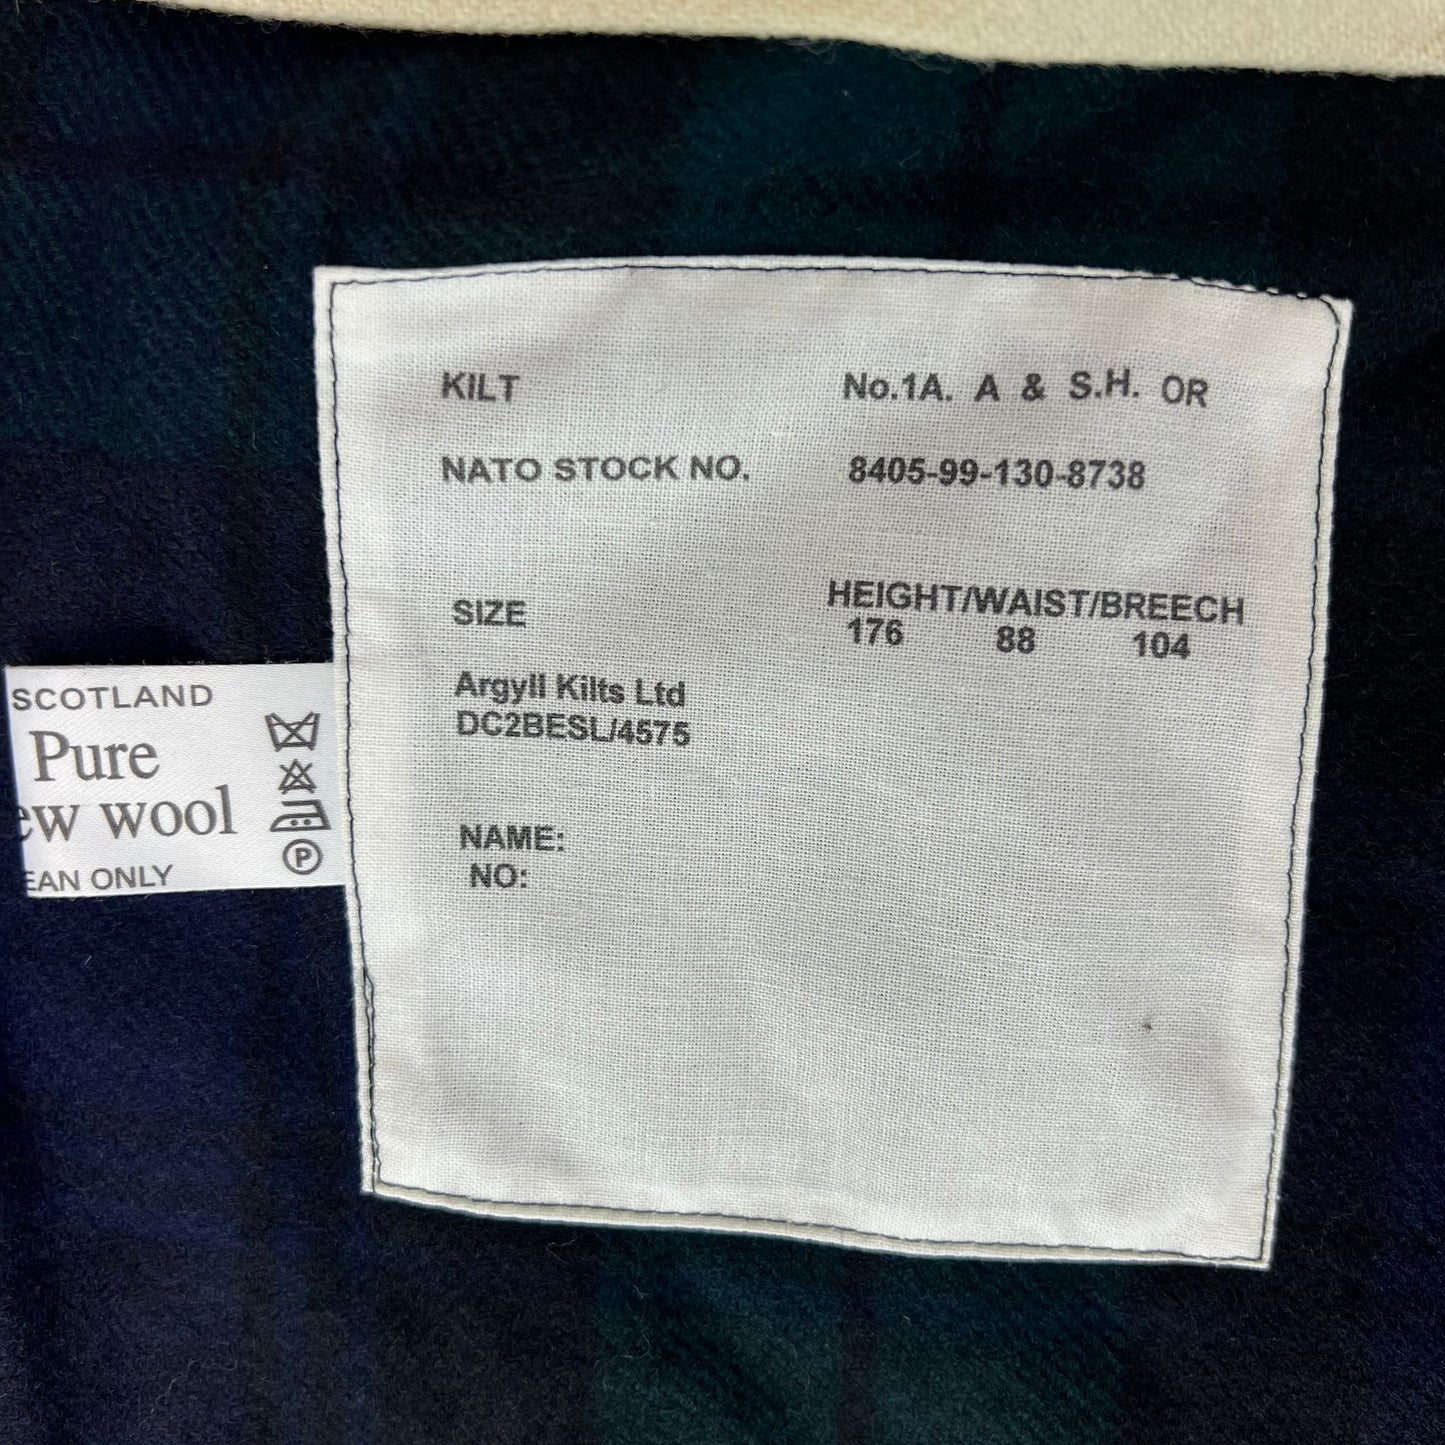 KILT No.1A. A & S.H. OR
NATO STOCK NO. 8405-99-130-8738
SIZE HEIGHT/WAIST/BREECH
176 88 104
Argyll Kilts Ltd
DC2BESL/4575
NAME:
NO:
SCOTLAND
Pure
ew wool
EAN ONLY
P